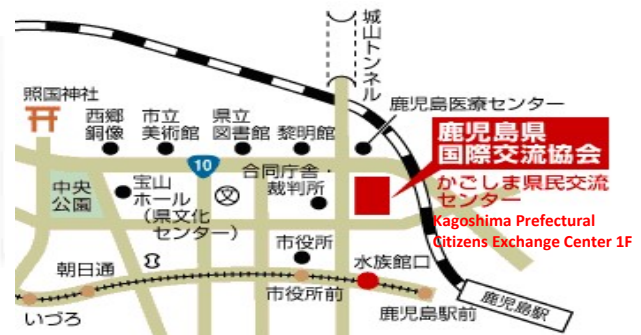 城山トンネル
照国神社
西郷
銅像
市立
美術館
県立
図書館
黎明館
鹿児島医療センター
鹿児島県
国際交流協会
10
合同庁舎・
裁判所
かごしま県民交流
センター
Kagoshima Prefectural
Citizens Exchange Center 1F
中央
公園
宝山
ホール
(県文化
センター)
文
市役所
水族館口
朝日通
市役所前
鹿児島駅
いづろ
鹿児島駅前